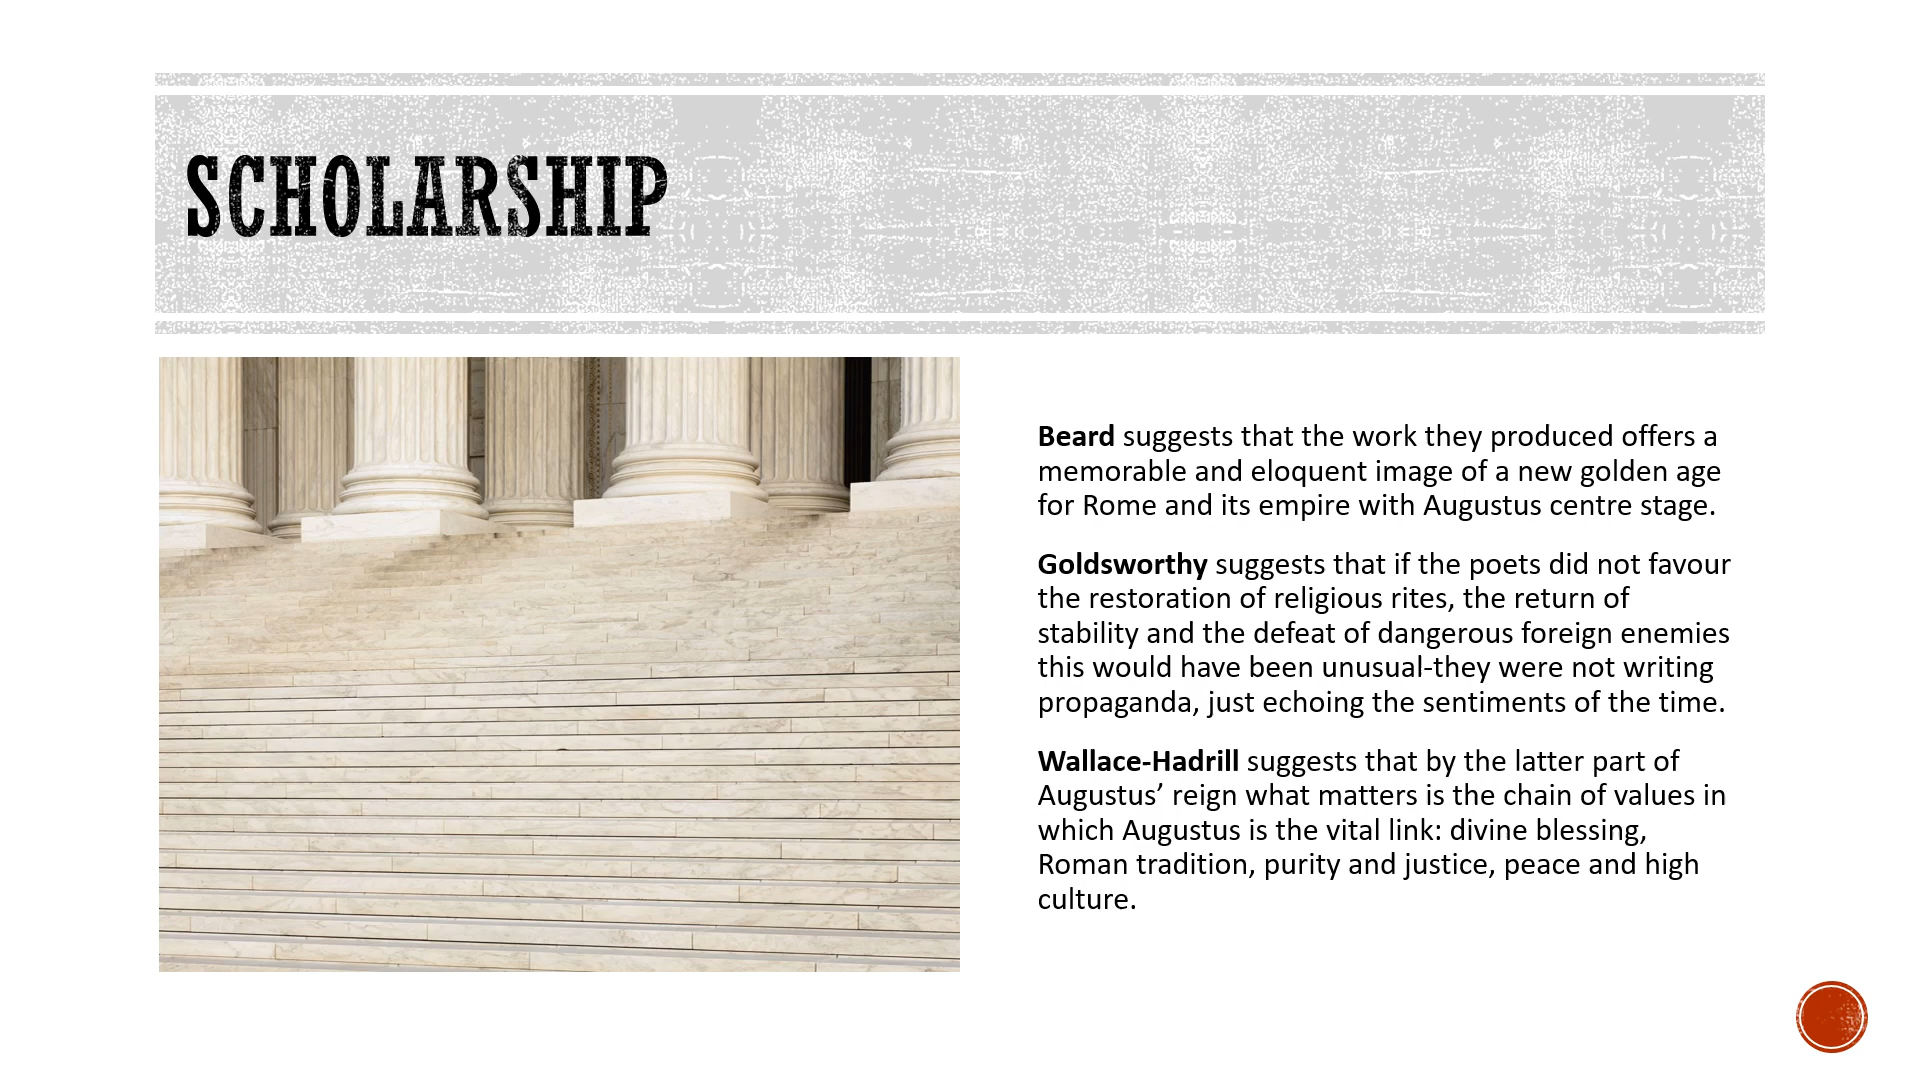 SCHOLARSHIP
Beard suggests that the work they produced offers a
memorable and eloquent image of a new golden age
for Rome and its empire with Augustus centre stage.
Goldsworthy suggests that if the poets did not favour
the restoration of religious rites, the return of
stability and the defeat of dangerous foreign enemies
this would have been unusual-they were not writing
propaganda, just echoing the sentiments of the time.
Wallace-Hadrill suggests that by the latter part of
Augustus’ reign what matters is the chain of values in
which Augustus is the vital link: divine blessing,
Roman tradition, purity and justice, peace and high
culture.